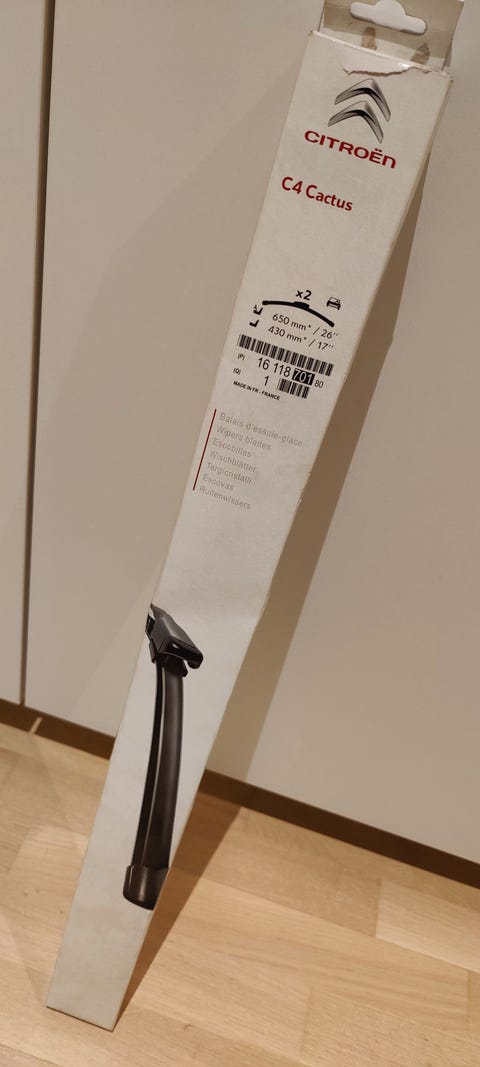 CITROËN
C4 Cactus
x2
650 mm* / 26''
430 mm* / 17''
(P) 16 118 701 80
(Q) 1
MADE IN FR - FRANCE
Balais d'essuie-glace
Wipers blades
Escobillas
Wischblätter
Tergicristalli
Escovas
Ruitenwissers